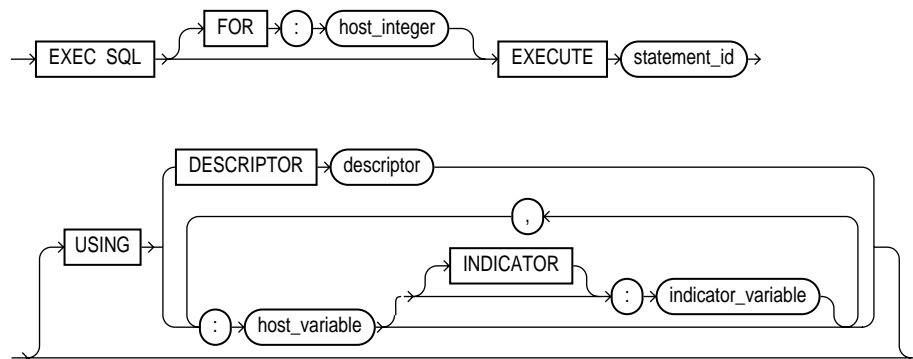 FOR : host_integer
EXEC SQL EXECUTE statement_id
DESCRIPTOR descriptor
,
USING INDICATOR
: indicator_variable
: host_variable